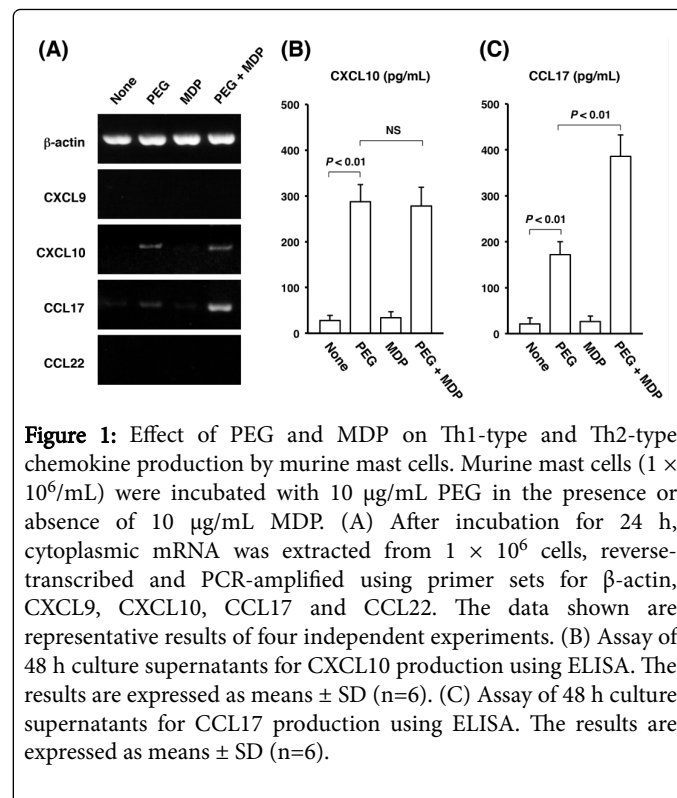 (A)
None PEG MDP PEG + MDP
β-actin
CXCL9
CXCL10
CCL17
CCL22
(B)
CXCL10 (pg/mL)
500
400
300
200
100
0
P < 0.01
NS
None PEG MDP PEG + MDP
(C)
CCL17 (pg/mL)
500
400
300
200
100
0
P < 0.01
P < 0.01
None PEG MDP PEG + MDP
Figure 1: Effect of PEG and MDP on Th1-type and Th2-type
chemokine production by murine mast cells. Murine mast cells (1 ×
10⁶/mL) were incubated with 10 μg/mL PEG in the presence or
absence of 10 μg/mL MDP. (A) After incubation for 24 h,
cytoplasmic mRNA was extracted from 1 × 10⁶ cells, reverse-
transcribed and PCR-amplified using primer sets for β-actin,
CXCL9, CXCL10, CCL17 and CCL22. The data shown are
representative results of four independent experiments. (B) Assay of
48 h culture supernatants for CXCL10 production using ELISA. The
results are expressed as means ± SD (n=6). (C) Assay of 48 h culture
supernatants for CCL17 production using ELISA. The results are
expressed as means ± SD (n=6).